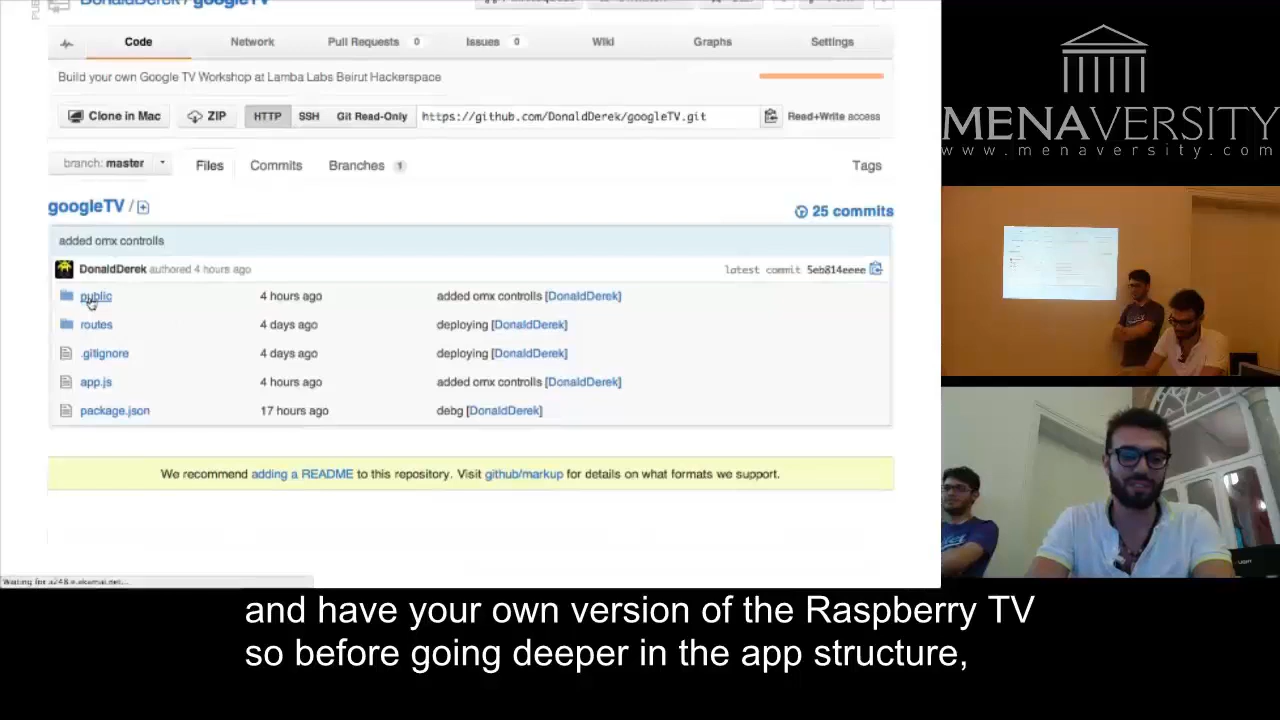 DonaldDerek / googleTV
Code
Network
Pull Requests 0
Issues 0
Wiki
Graphs
Settings
Build your own Google TV Workshop at Lamba Labs Beirut Hackerspace
Clone in Mac
ZIP
HTTP
SSH
Git Read-Only
https://github.com/DonaldDerek/googleTV.git
Read+Write access
branch: master
Files
Commits
Branches 1
Tags
googleTV /
25 commits
added omx controlls
DonaldDerek authored 4 hours ago
latest commit 5eb814eeee
public 4 hours ago added omx controlls [DonaldDerek]
routes 4 days ago deploying [DonaldDerek]
.gitignore 4 days ago deploying [DonaldDerek]
app.js 4 hours ago added omx controlls [DonaldDerek]
package.json 17 hours ago debg [DonaldDerek]
We recommend adding a README to this repository. Visit github/markup for details on what formats we support.
Waiting for a248.e.akamai.net...
MENAVERSITY
www.menaversity.com
and have your own version of the Raspberry TV
so before going deeper in the app structure,